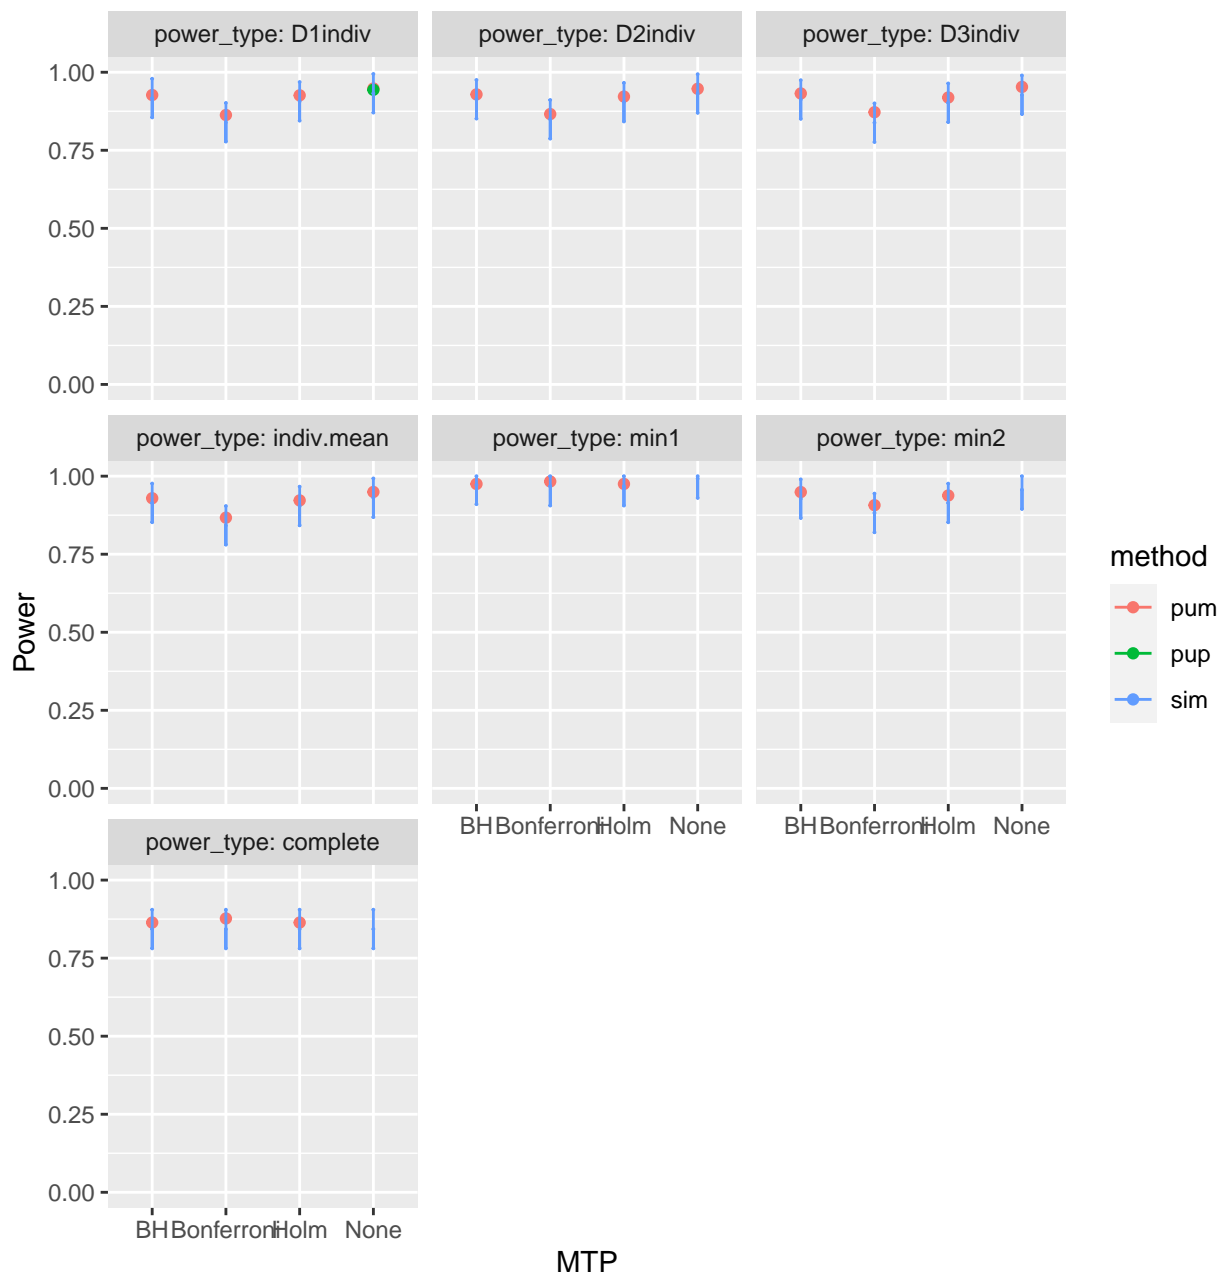 power_type: D1indiv power_type: D2indiv power_type: D3indiv
1.00
0.75
0.50
0.25
0.00
power_type: indiv.mean power_type: min1 power_type: min2
1.00
0.75
0.50
0.25
0.00
BH Bonferroni Holm None BH Bonferroni Holm None
power_type: complete
1.00
0.75
0.50
0.25
0.00
BH Bonferroni Holm None
MTP
Power
method
pum
pup
sim